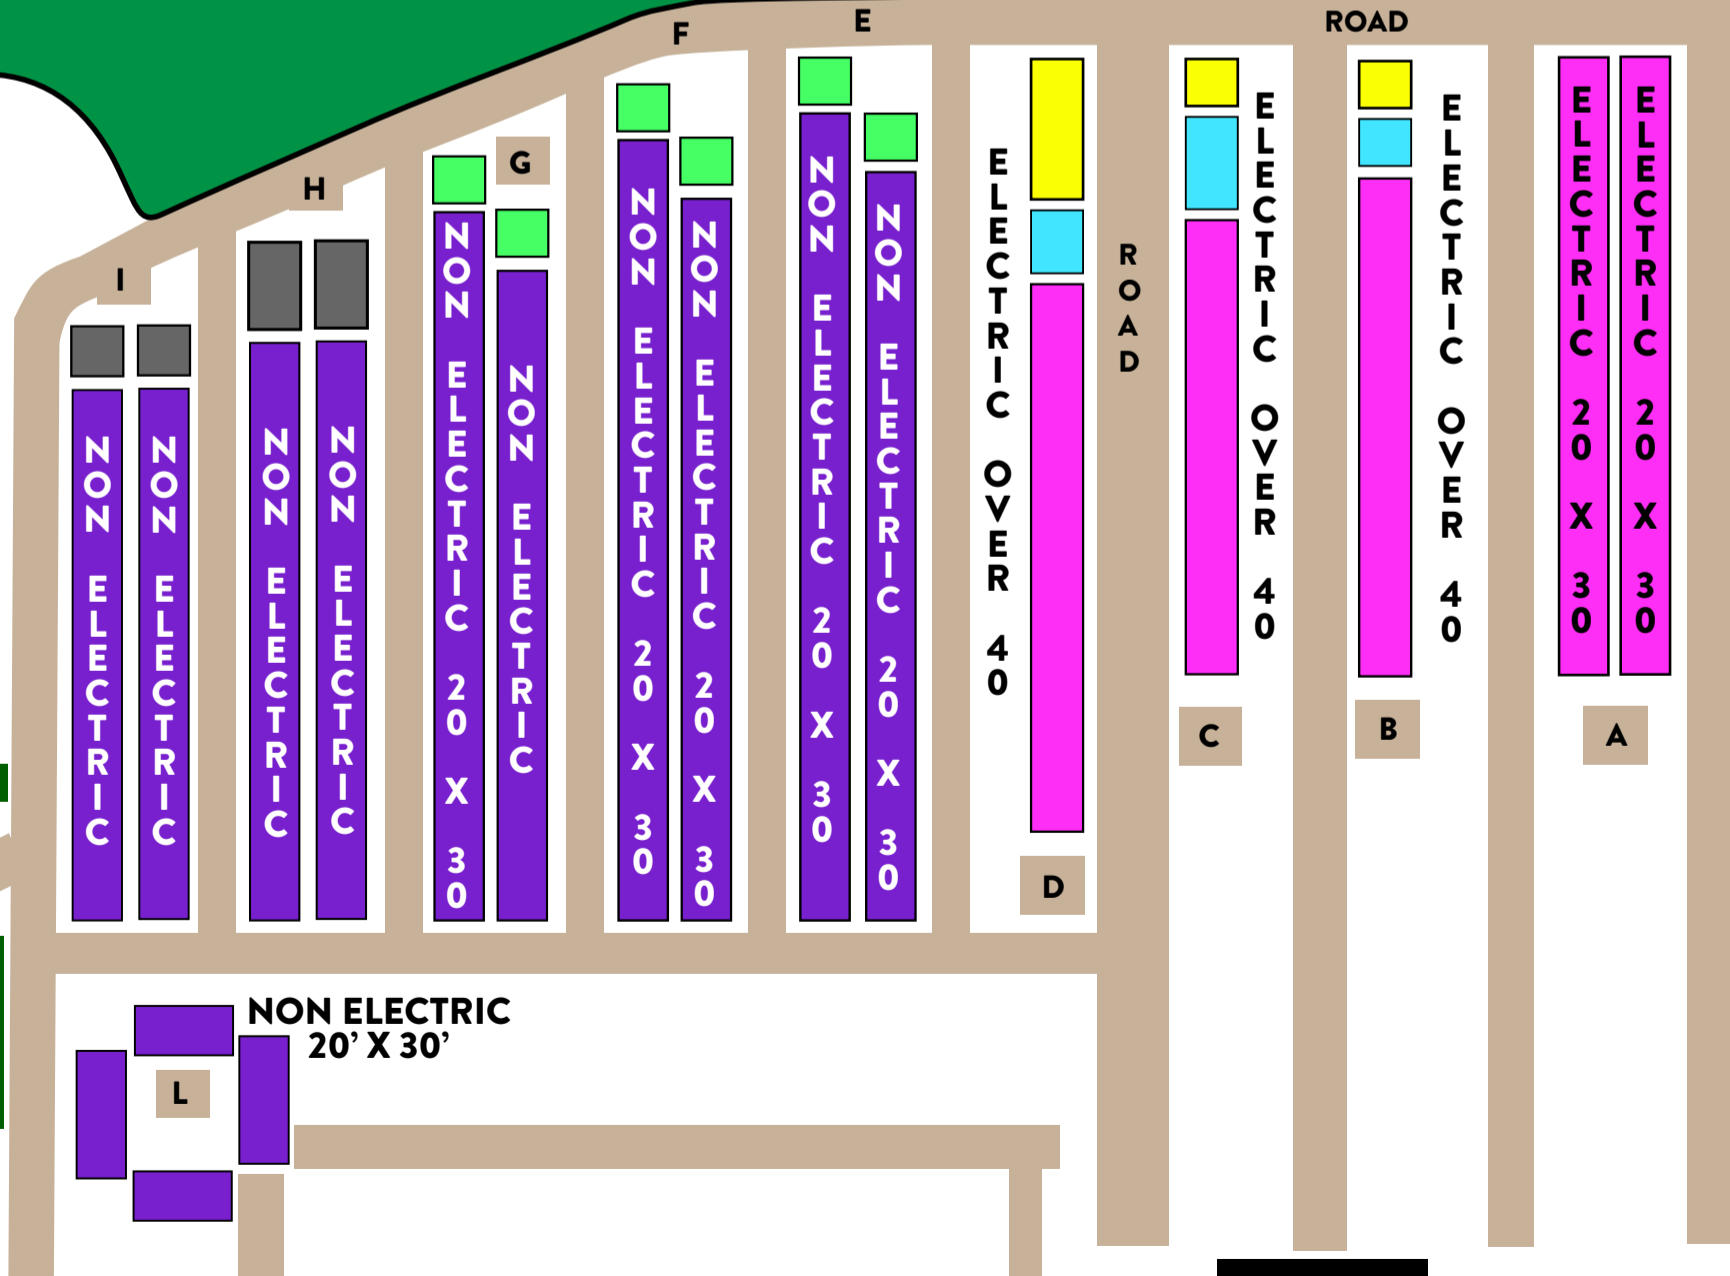 ROAD
E
F
G
H
I
NON ELECTRIC
NON ELECTRIC
NON ELECTRIC
NON ELECTRIC
NON ELECTRIC 20 X 30
NON ELECTRIC
NON ELECTRIC 20 X 30
NON ELECTRIC 20 X 30
NON ELECTRIC 20 X 30
NON ELECTRIC 20 X 30
ELECTRIC OVER 40
ROAD
ELECTRIC OVER 40
ELECTRIC OVER 40
ELECTRIC 20 X 30
ELECTRIC 20 X 30
C
B
A
D
NON ELECTRIC
20' X 30'
L